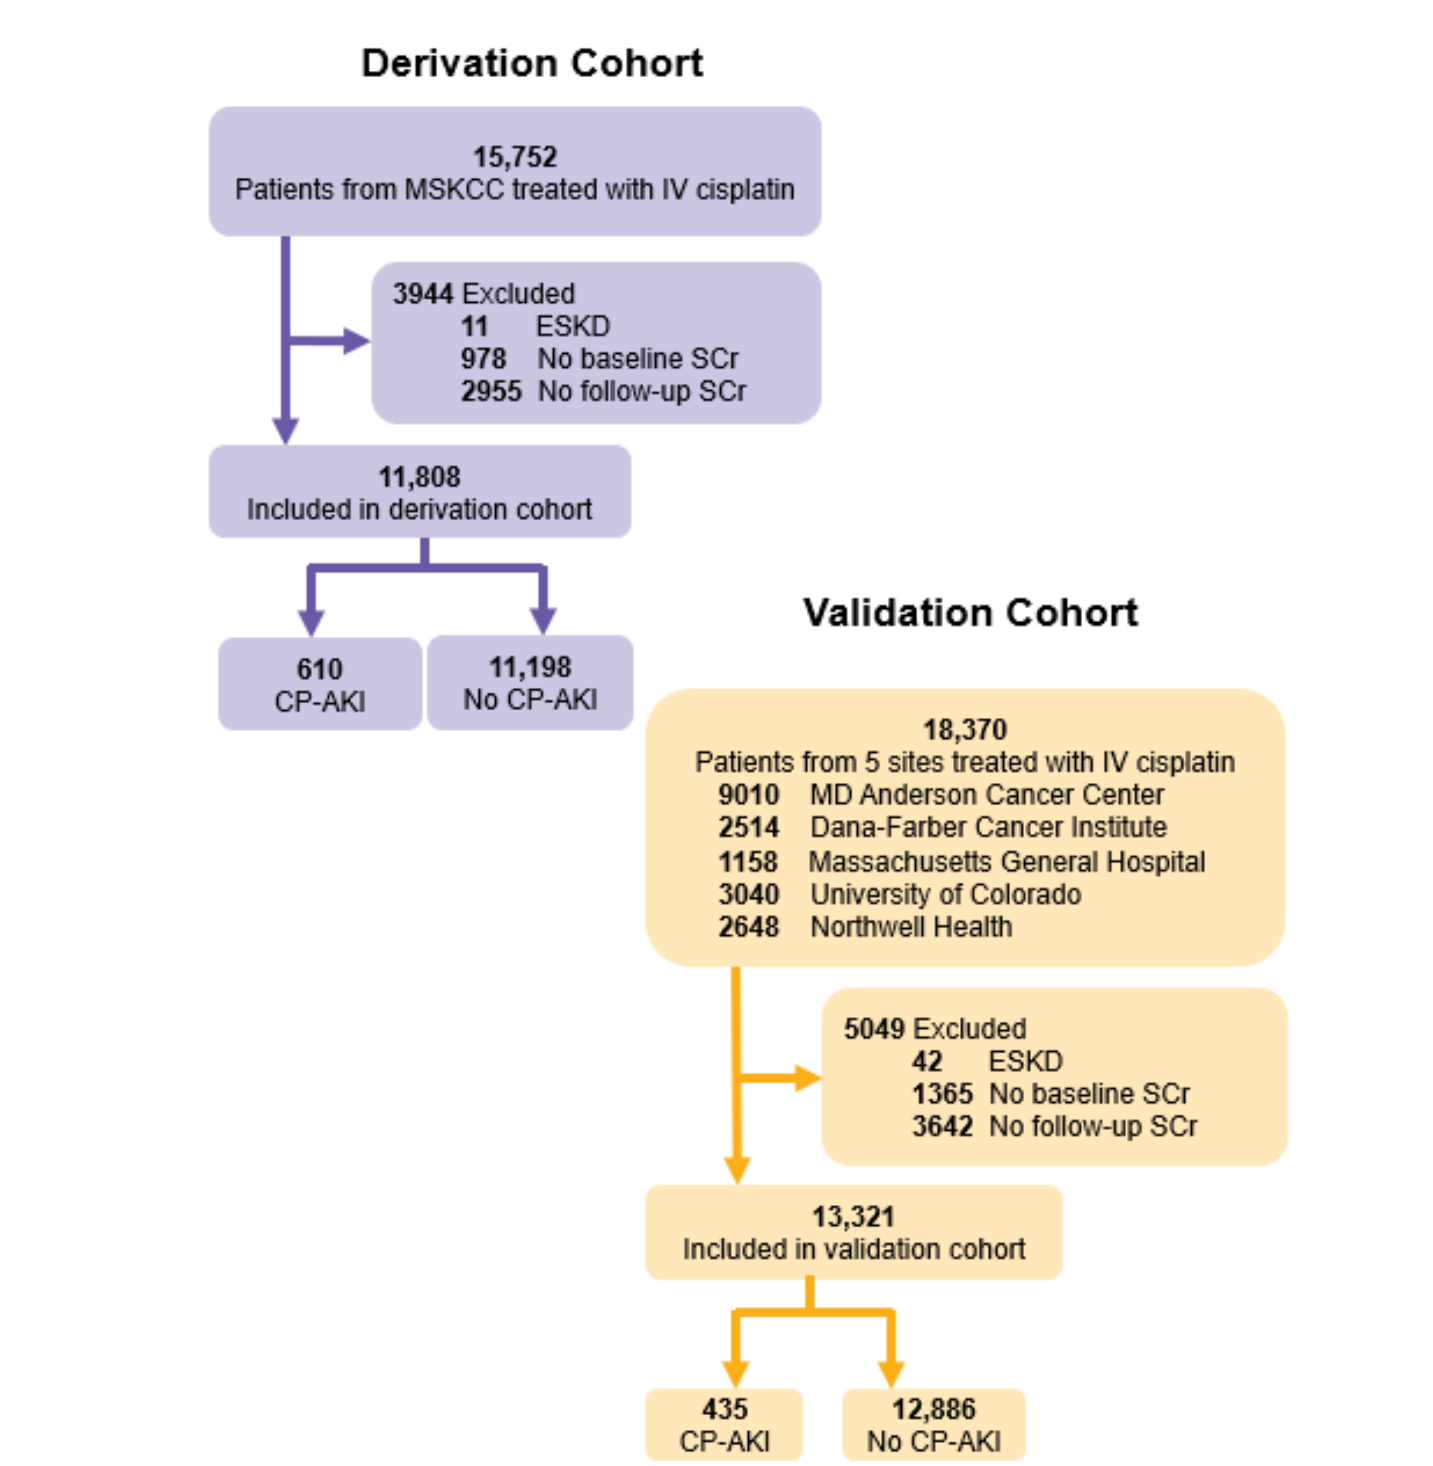 Derivation Cohort
15,752
Patients from MSKCC treated with IV cisplatin
3944 Excluded
11 ESKD
978 No baseline SCr
2955 No follow-up SCr
11,808
Included in derivation cohort
610
CP-AKI
11,198
No CP-AKI
Validation Cohort
18,370
Patients from 5 sites treated with IV cisplatin
9010 MD Anderson Cancer Center
2514 Dana-Farber Cancer Institute
1158 Massachusetts General Hospital
3040 University of Colorado
2648 Northwell Health
5049 Excluded
42 ESKD
1365 No baseline SCr
3642 No follow-up SCr
13,321
Included in validation cohort
435
CP-AKI
12,886
No CP-AKI